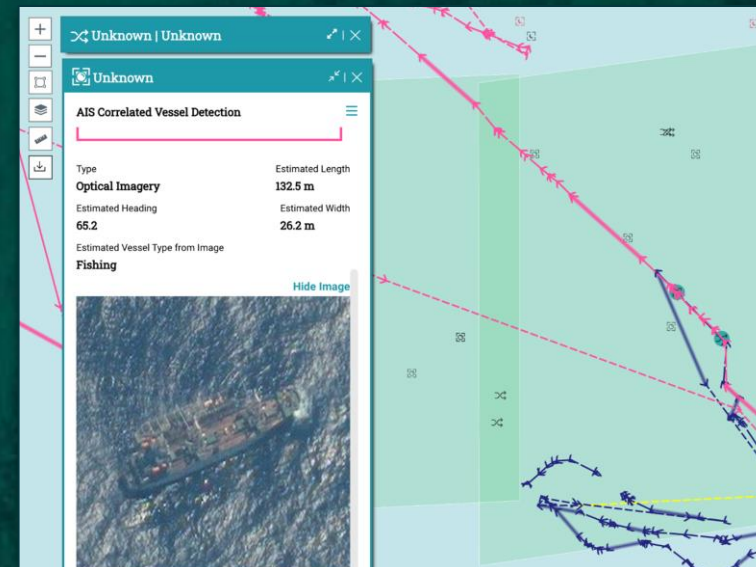 Unknown | Unknown
Unknown
AIS Correlated Vessel Detection
Type Estimated Length
Optical Imagery 132.5 m
Estimated Heading Estimated Width
65.2 26.2 m
Estimated Vessel Type from Image
Fishing
Hide Image